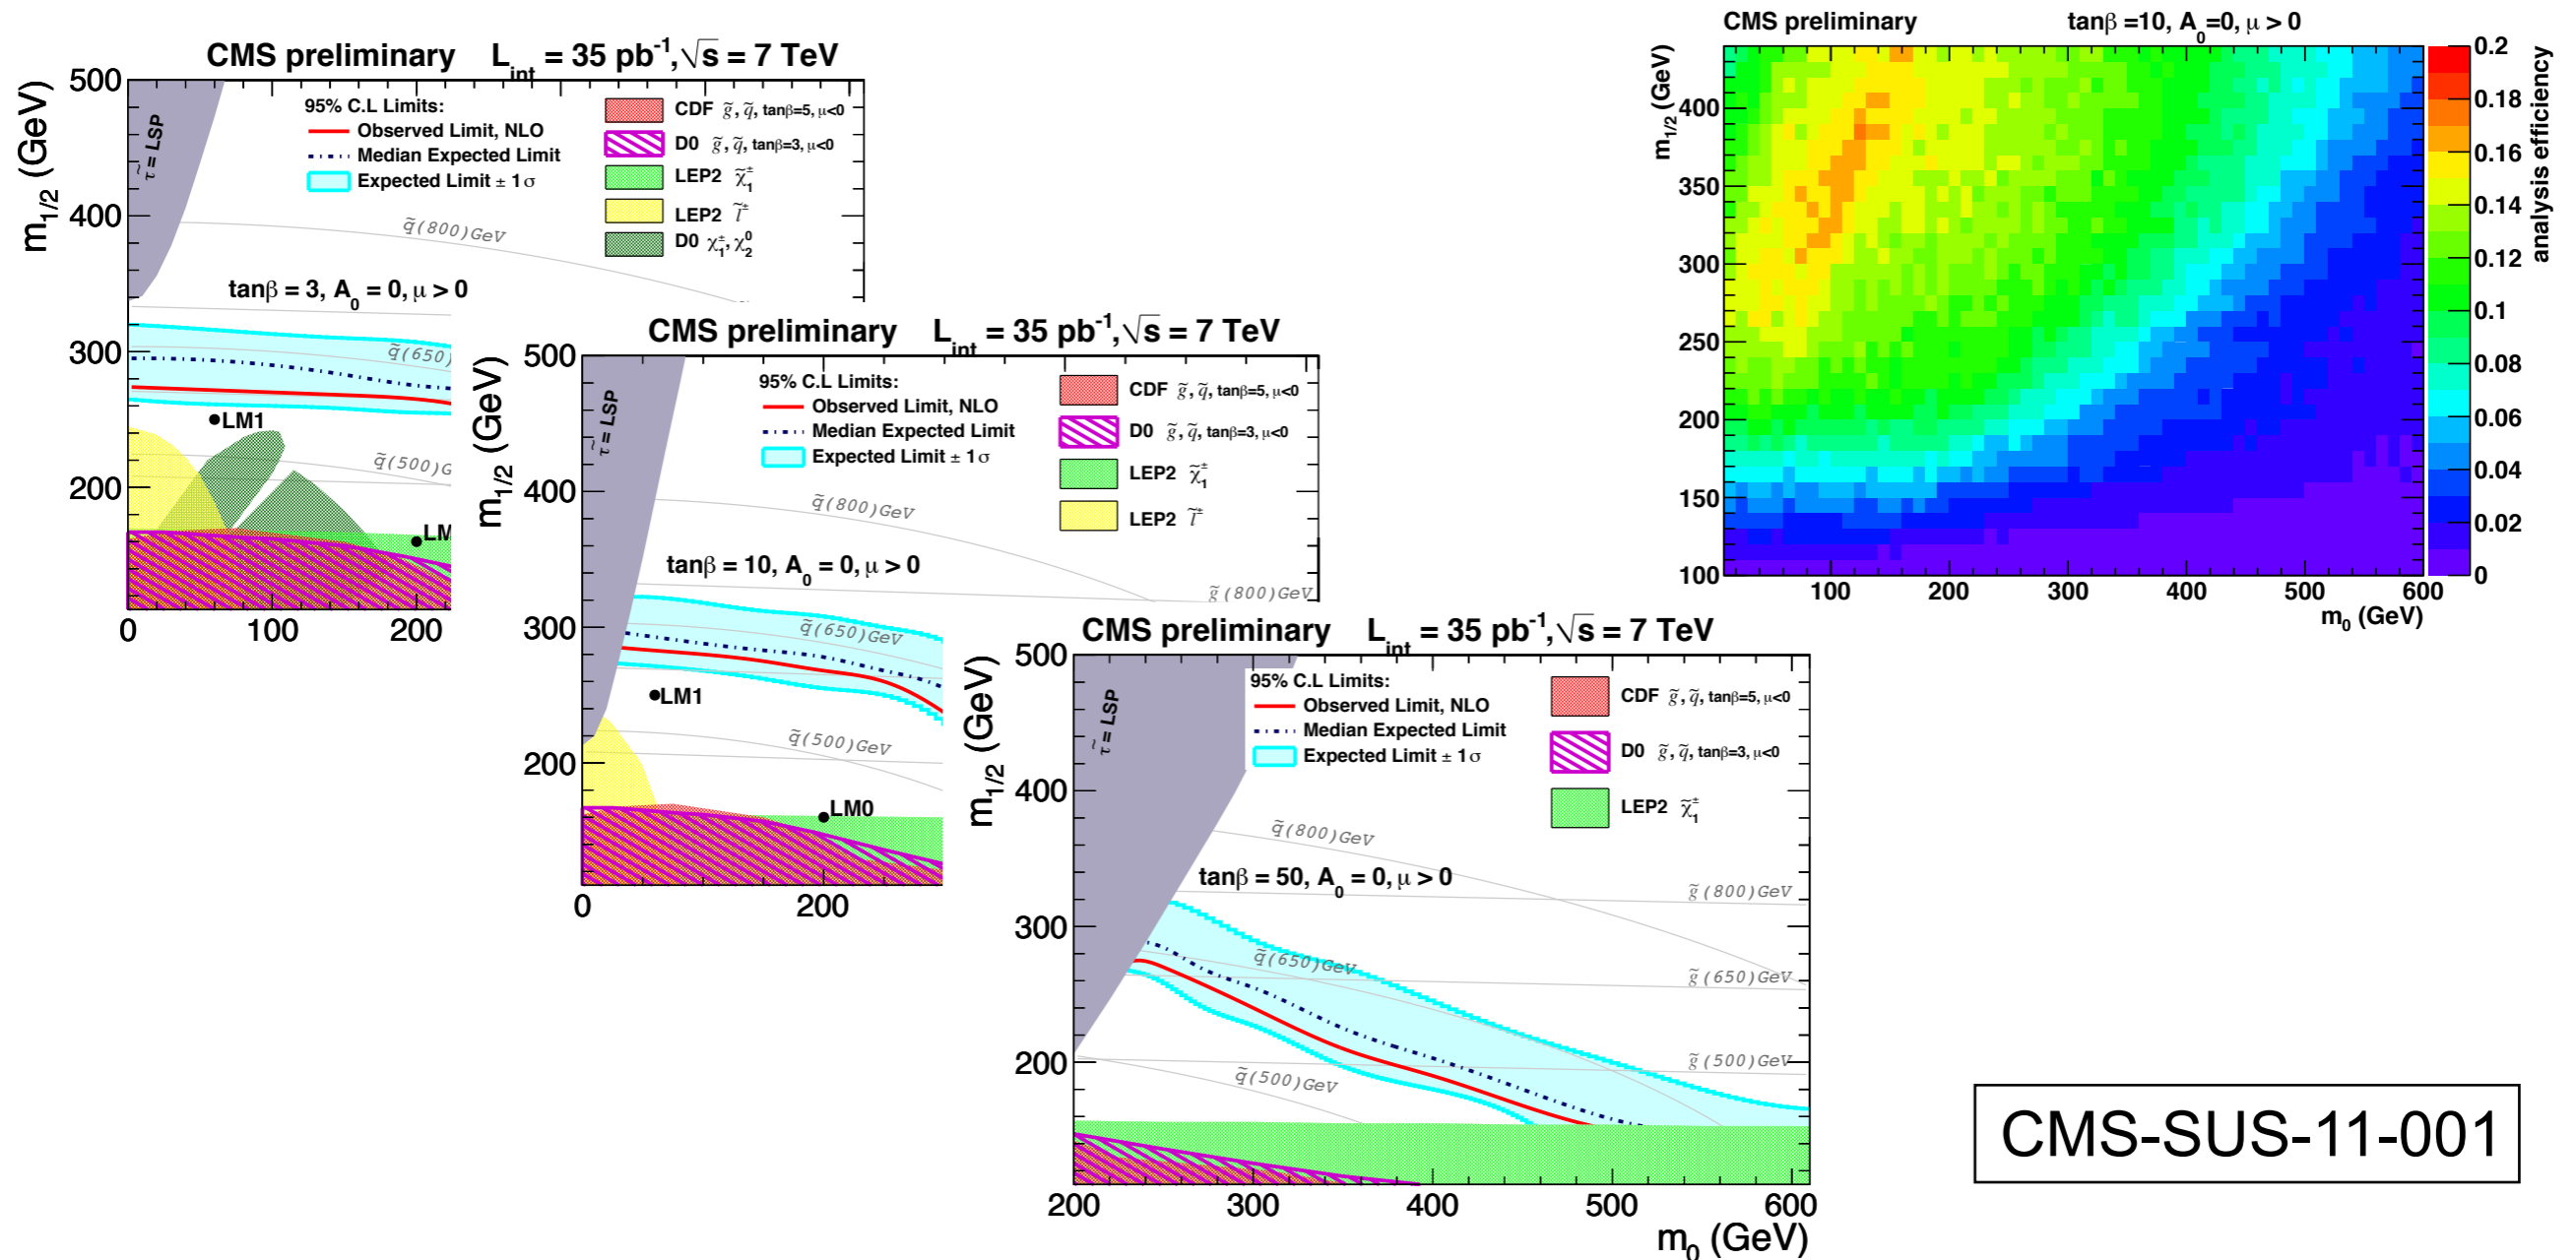 CMS preliminary L_int = 35 pb⁻¹, √s = 7 TeV
m_1/2 (GeV)
500
400
300
200
0 100 200
τ̃ = LSP
95% C.L Limits:
Observed Limit, NLO
Median Expected Limit
Expected Limit ± 1σ
CDF g̃, q̃, tanβ=5, μ<0
D0 g̃, q̃, tanβ=3, μ<0
LEP2 χ̃₁^±
LEP2 l̃^±
D0 χ₁^±, χ₂⁰
q̃(800)GeV
tanβ = 3, A₀ = 0, μ > 0
q̃(650)
LM1
q̃(500)G
LM
CMS preliminary L_int = 35 pb⁻¹, √s = 7 TeV
m_1/2 (GeV)
500
400
300
200
0 200
τ̃ = LSP
95% C.L Limits:
Observed Limit, NLO
Median Expected Limit
Expected Limit ± 1σ
CDF g̃, q̃, tanβ=5, μ<0
D0 g̃, q̃, tanβ=3, μ<0
LEP2 χ̃₁^±
LEP2 l̃^±
q̃(800)GeV
tanβ = 10, A₀ = 0, μ > 0
g̃(800)GeV
q̃(650)GeV
LM1
q̃(500)GeV
LM0
CMS preliminary L_int = 35 pb⁻¹, √s = 7 TeV
m_1/2 (GeV)
500
400
300
200
200 300 400 500 600
m₀ (GeV)
τ̃ = LSP
95% C.L Limits:
Observed Limit, NLO
Median Expected Limit
Expected Limit ± 1σ
CDF g̃, q̃, tanβ=5, μ<0
D0 g̃, q̃, tanβ=3, μ<0
LEP2 χ̃₁^±
q̃(800)GeV
tanβ = 50, A₀ = 0, μ > 0
g̃(800)GeV
q̃(650)GeV
g̃(650)GeV
g̃(500)GeV
q̃(500)GeV
CMS preliminary tanβ =10, A₀=0, μ > 0
m_1/2 (GeV)
400
350
300
250
200
150
100
100 200 300 400 500 600
m₀ (GeV)
0.2
0.18
0.16
0.14
0.12
0.1
0.08
0.06
0.04
0.02
0
analysis efficiency
CMS-SUS-11-001